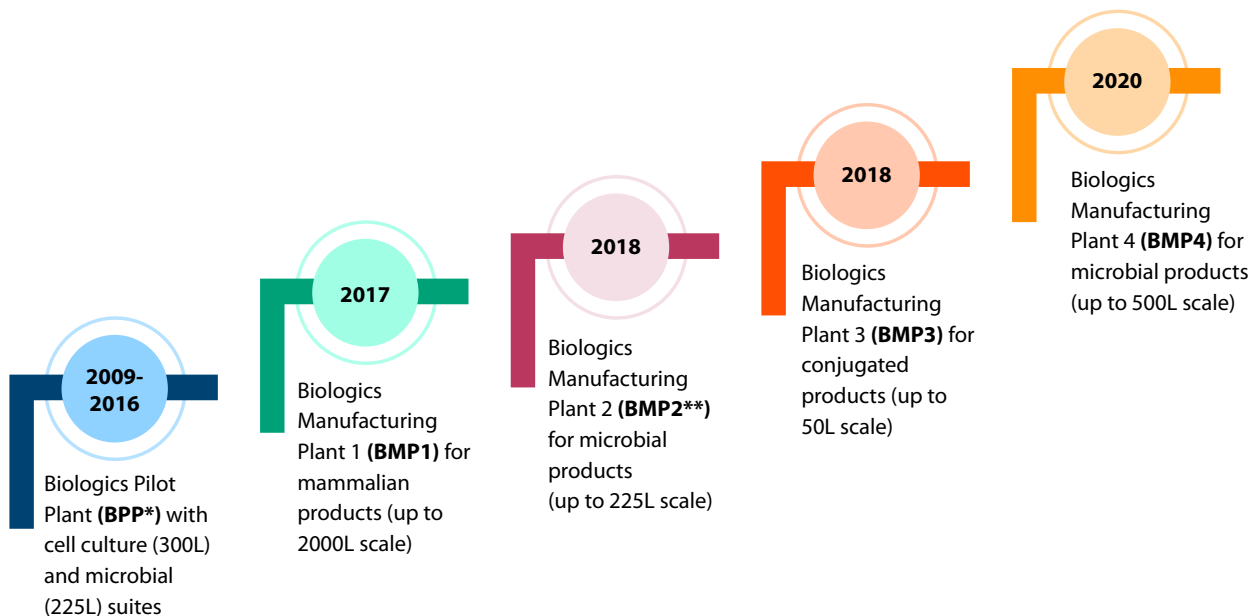 2009-
2016
Biologics Pilot
Plant (BPP*) with
cell culture (300L)
and microbial
(225L) suites
2017
Biologics
Manufacturing
Plant 1 (BMP1) for
mammalian
products (up to
2000L scale)
2018
Biologics
Manufacturing
Plant 2 (BMP2**)
for microbial
products
(up to 225L scale)
2018
Biologics
Manufacturing
Plant 3 (BMP3) for
conjugated
products (up to
50L scale)
2020
Biologics
Manufacturing
Plant 4 (BMP4) for
microbial products
(up to 500L scale)